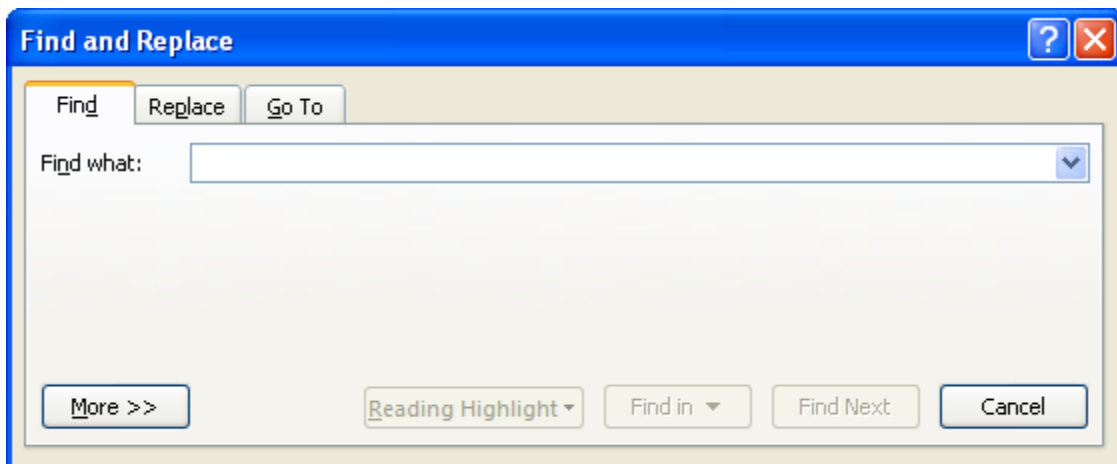 Find and Replace
Find Replace Go To
Find what:
More >> Reading Highlight Find in Find Next Cancel